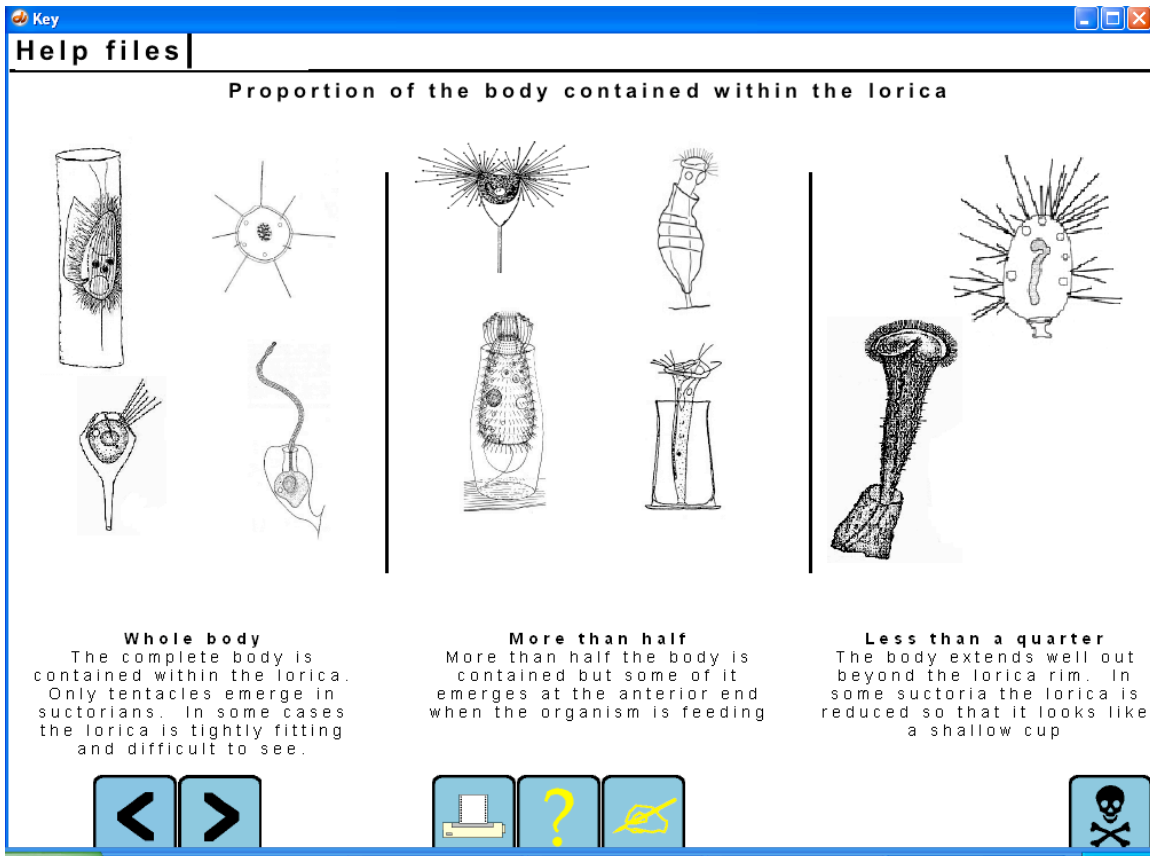 Key
Help files
Proportion of the body contained within the lorica
Whole body
The complete body is
contained within the lorica.
Only tentacles emerge in
suctorians. In some cases
the lorica is tightly fitting
and difficult to see.
More than half
More than half the body is
contained but some of it
emerges at the anterior end
when the organism is feeding
Less than a quarter
The body extends well out
beyond the lorica rim. In
some suctoria the lorica is
reduced so that it looks like
a shallow cup
?